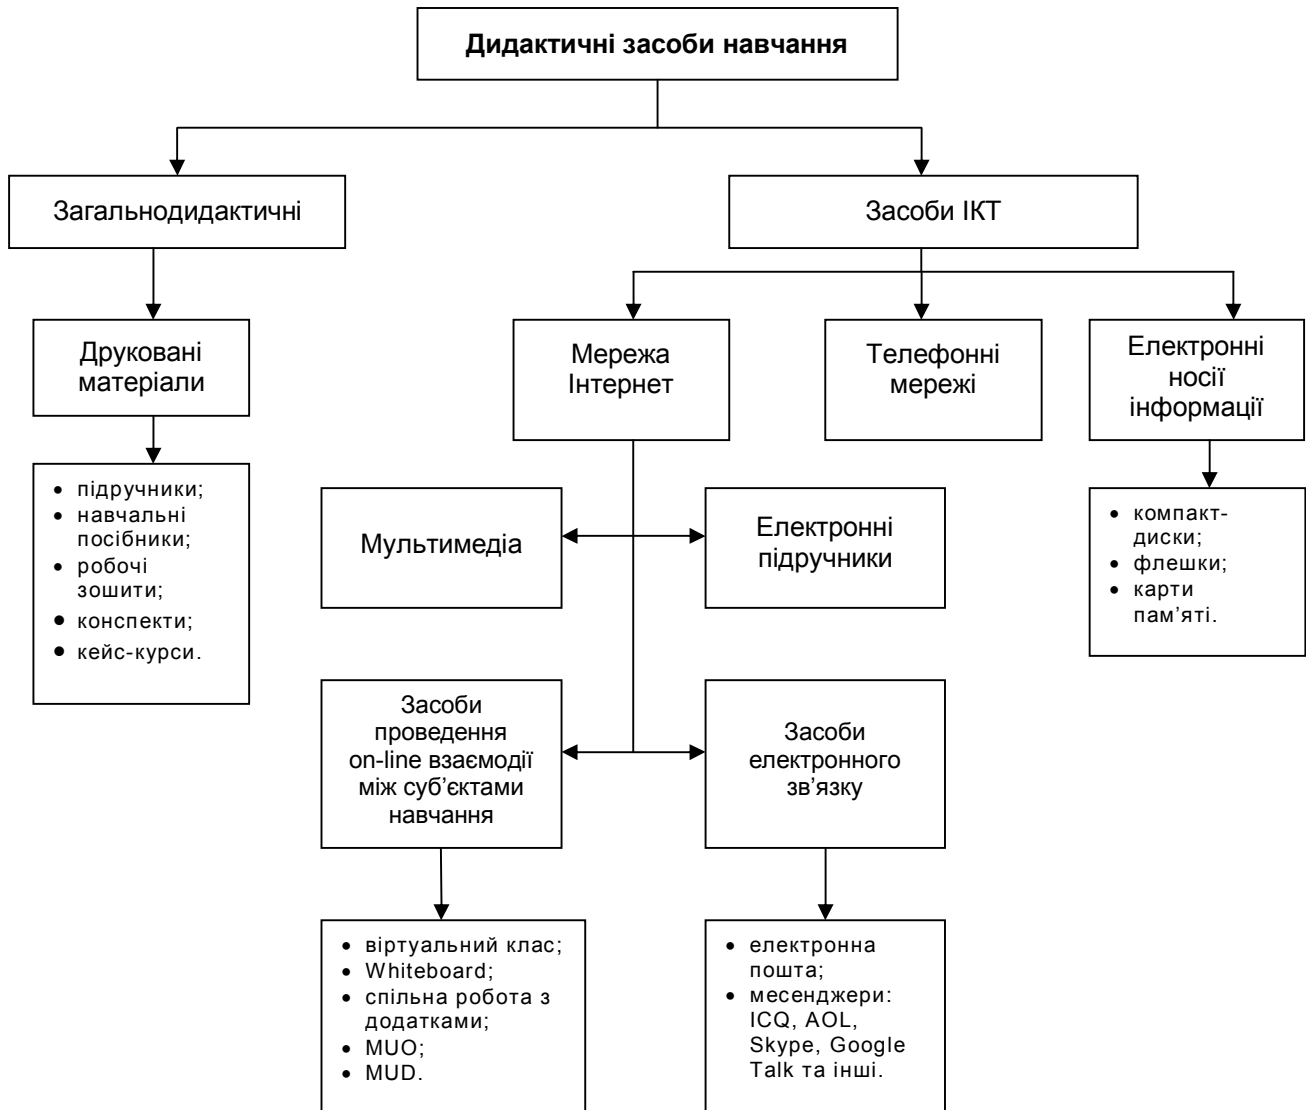 Дидактичні засоби навчання
Загальнодидактичні
Засоби ІКТ
Друковані
матеріали
Мережа
Інтернет
Телефонні
мережі
Електронні
носії
інформації
• підручники;
• навчальні
посібники;
• робочі
зошити;
• конспекти;
• кейс-курси.
Мультимедіа
Електронні
підручники
• компакт-
диски;
• флешки;
• карти
пам’яті.
Засоби
проведення
on-line взаємодії
між суб’єктами
навчання
Засоби
електронного
зв’язку
• віртуальний клас;
• Whiteboard;
• спільна робота з
додатками;
• MUO;
• MUD.
• електронна
пошта;
• месенджери:
ICQ, AOL,
Skype, Google
Talk та інші.